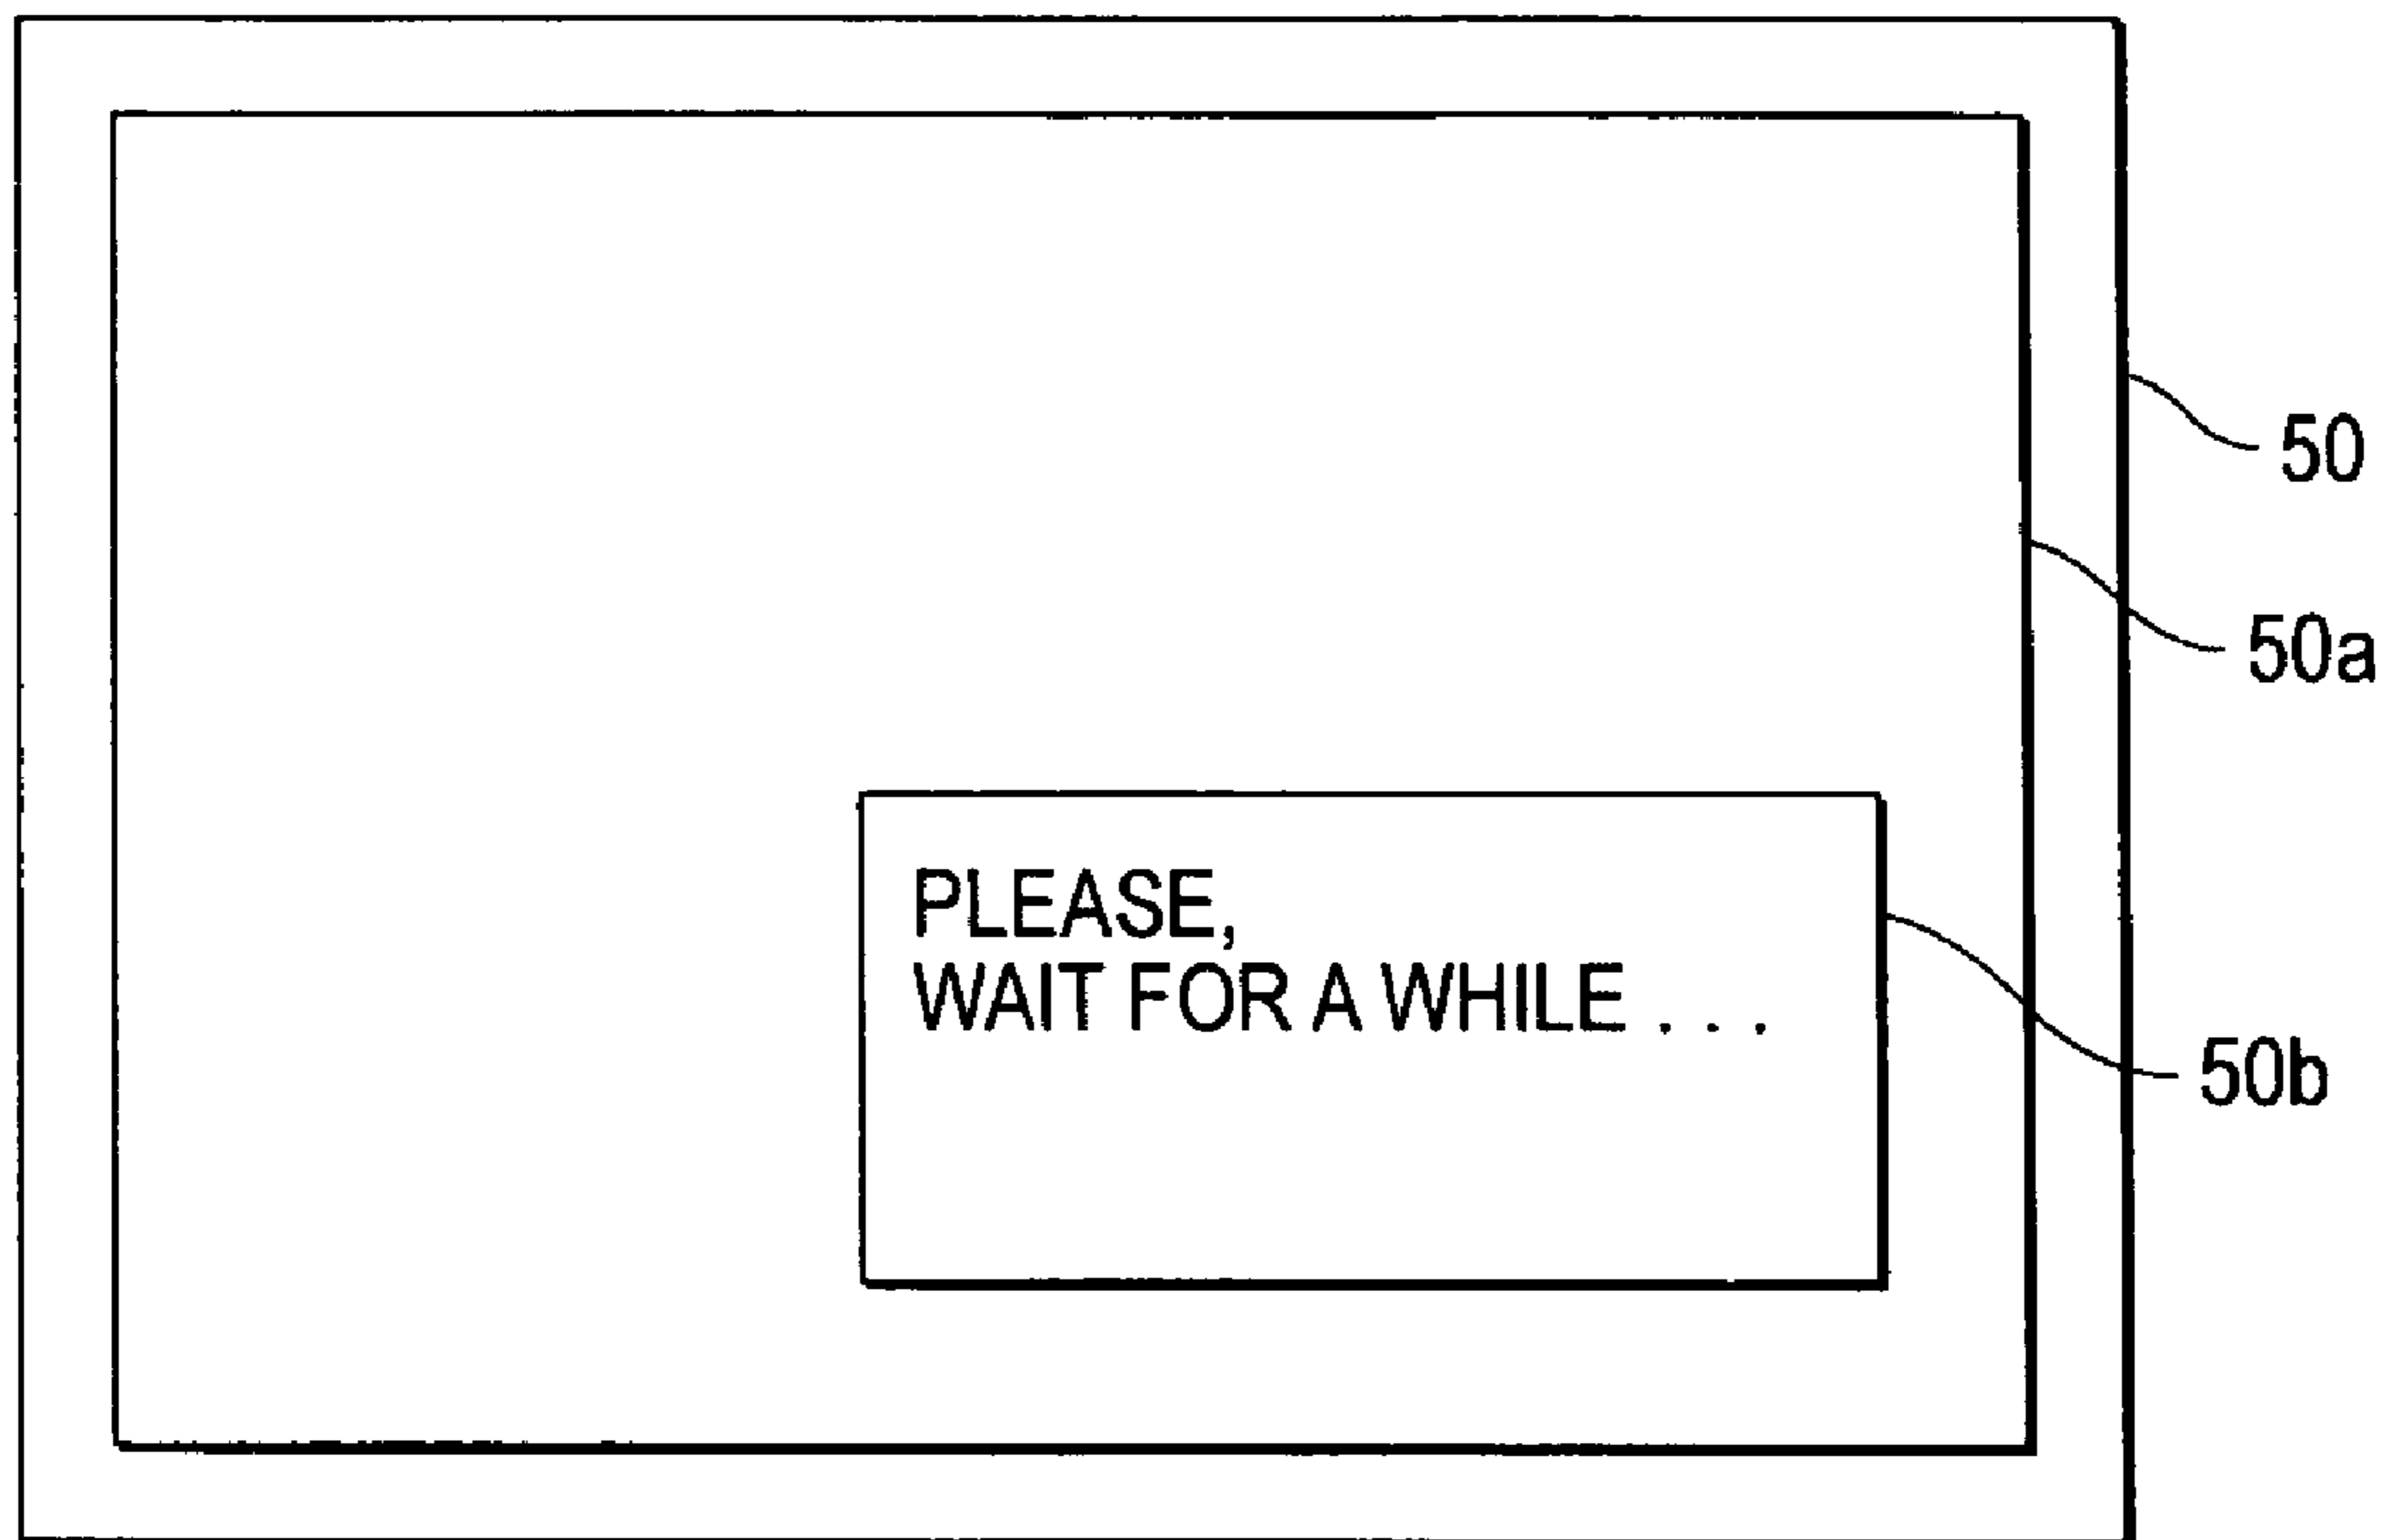 50
50a
PLEASE,
WAIT FOR A WHILE . . .
50b